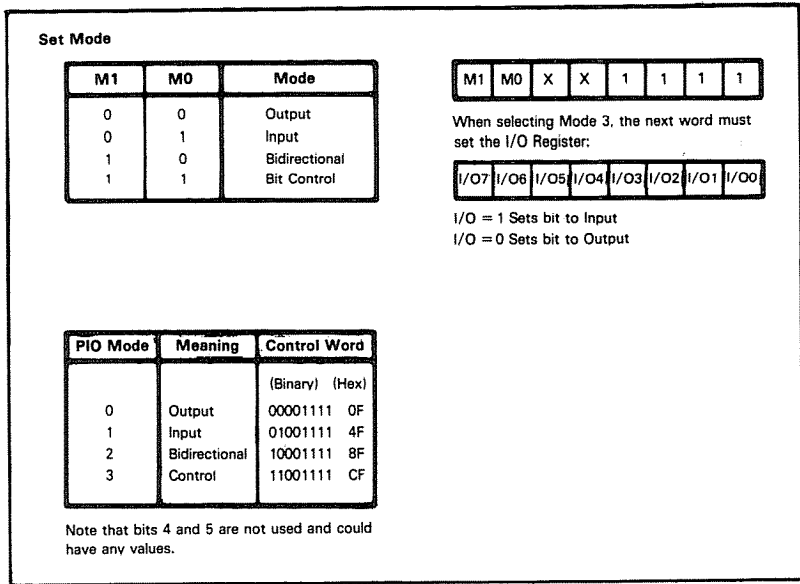 Set Mode
M1 M0 Mode
0 0 Output
0 1 Input
1 0 Bidirectional
1 1 Bit Control
M1 M0 X X 1 1 1 1
When selecting Mode 3, the next word must
set the I/O Register:
I/O7 I/O6 I/O5 I/O4 I/O3 I/O2 I/O1 I/O0
I/O = 1 Sets bit to Input
I/O = 0 Sets bit to Output
PIO Mode Meaning Control Word
(Binary) (Hex)
0 Output 00001111 0F
1 Input 01001111 4F
2 Bidirectional 10001111 8F
3 Control 11001111 CF
Note that bits 4 and 5 are not used and could
have any values.